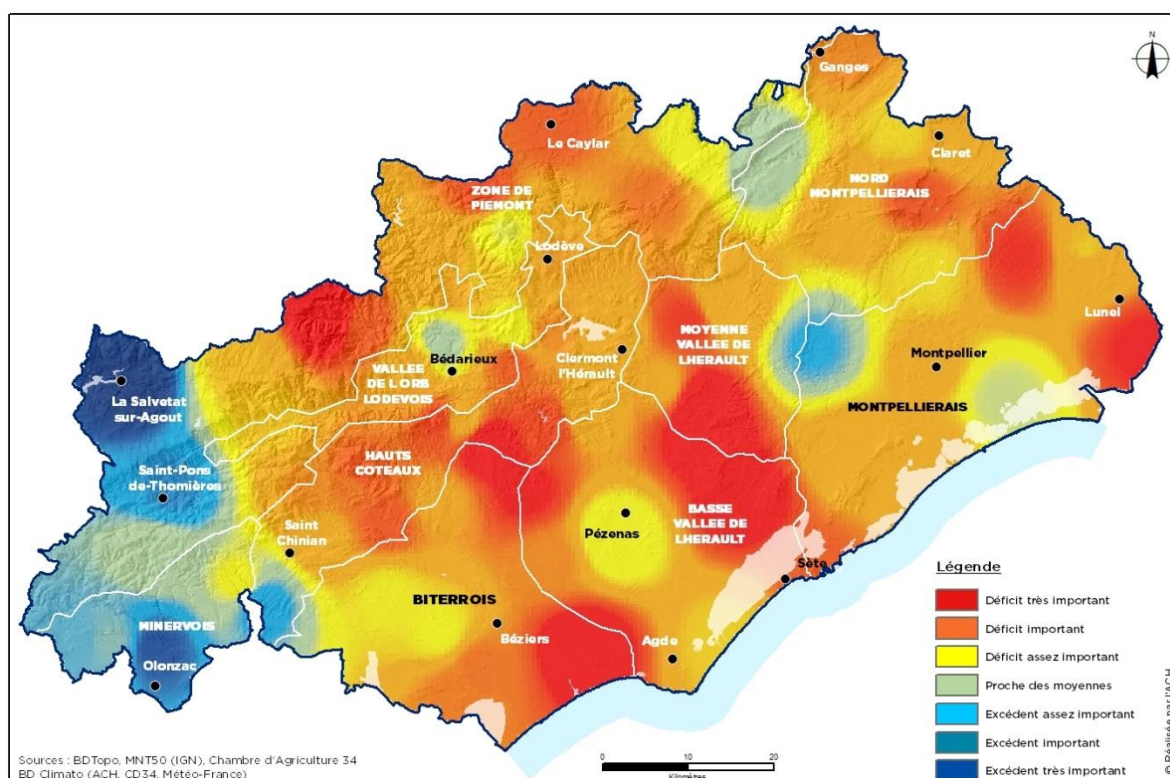 N
Ganges
Le Caylar
Claret
ZONE DE
PIEMONT
NORD
MONTPELLIERAIS
Lodève
Lunel
MOYENNE
VALLEE DE
LHERAULT
Bédarieux
Clermont
l'Hérault
Montpellier
VALLEE
DE L ORB
LODEVOIS
La Salvetat
sur-Agout
MONTPELLIERAIS
HAUTS
COTEAUX
Saint-Pons
de-Thomières
BASSE
VALLEE DE
LHERAULT
Pézenas
Saint
Chinian
Sète
BITERROIS
MINERVOIS
Béziers
Agde
Olonzac
Légende
Déficit très important
Déficit important
Déficit assez important
Proche des moyennes
Excédent assez important
Excédent important
Excédent très important
Sources : BDTopo, MNT50 (IGN), Chambre d'Agriculture 34
BD Climato (ACH, CD34, Météo-France)
0 10 20
Kilomètres
© Réalisée par l'ACH